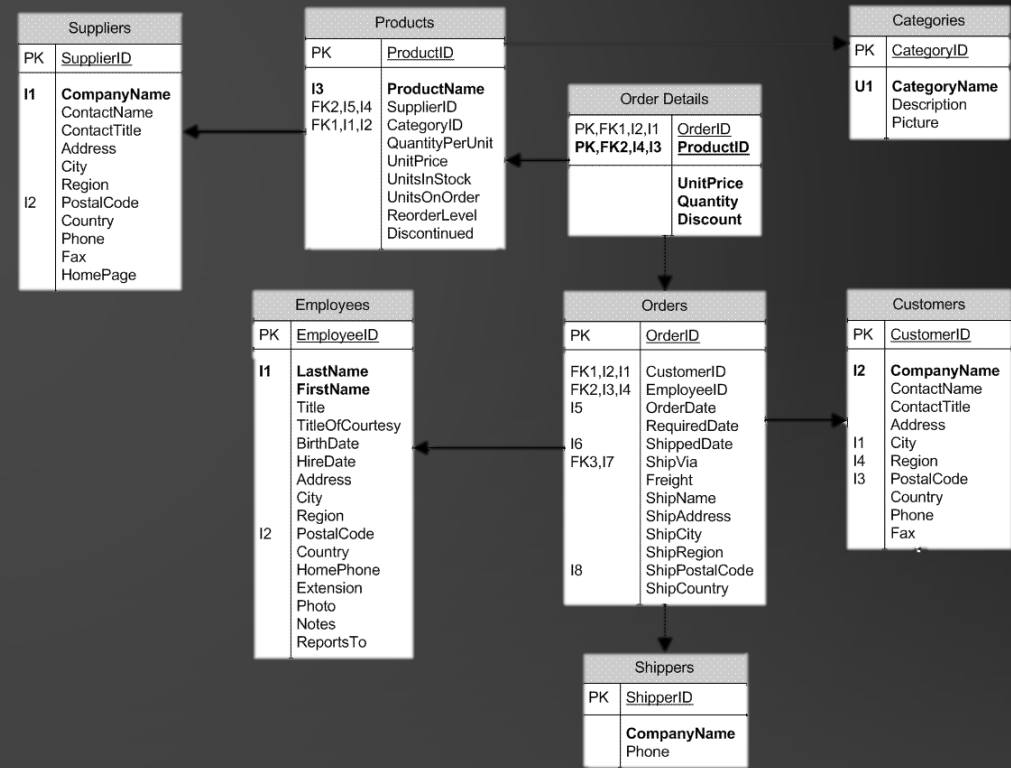 Suppliers
PK SupplierID
I1 CompanyName
ContactName
ContactTitle
Address
City
Region
I2 PostalCode
Country
Phone
Fax
HomePage
Products
PK ProductID
I3 ProductName
FK2,I5,I4 SupplierID
FK1,I1,I2 CategoryID
QuantityPerUnit
UnitPrice
UnitsInStock
UnitsOnOrder
ReorderLevel
Discontinued
Order Details
PK,FK1,I2,I1 OrderID
PK,FK2,I4,I3 ProductID
UnitPrice
Quantity
Discount
Categories
PK CategoryID
U1 CategoryName
Description
Picture
Employees
PK EmployeeID
I1 LastName
FirstName
Title
TitleOfCourtesy
BirthDate
HireDate
Address
City
Region
I2 PostalCode
Country
HomePhone
Extension
Photo
Notes
ReportsTo
Orders
PK OrderID
FK1,I2,I1 CustomerID
FK2,I3,I4 EmployeeID
I5 OrderDate
RequiredDate
I6 ShippedDate
FK3,I7 ShipVia
Freight
ShipName
ShipAddress
ShipCity
ShipRegion
I8 ShipPostalCode
ShipCountry
Customers
PK CustomerID
I2 CompanyName
ContactName
ContactTitle
Address
I1 City
I4 Region
I3 PostalCode
Country
Phone
Fax
Shippers
PK ShipperID
CompanyName
Phone